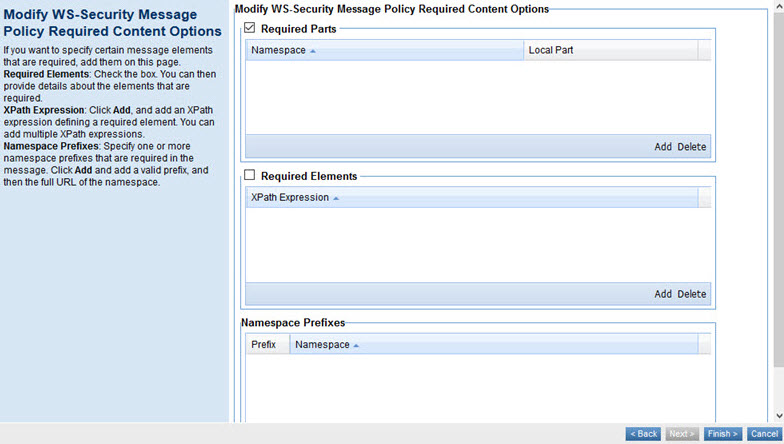 Modify WS-Security Message
Policy Required Content Options
If you want to specify certain message elements
that are required, add them on this page.
Required Elements: Check the box. You can then
provide details about the elements that are
required.
XPath Expression: Click Add, and add an XPath
expression defining a required element. You can
add multiple XPath expressions.
Namespace Prefixes: Specify one or more
namespace prefixes that are required in the
message. Click Add and add a valid prefix, and
then the full URL of the namespace.
Modify WS-Security Message Policy Required Content Options
Required Parts
Namespace Local Part
Add Delete
Required Elements
XPath Expression
Add Delete
Namespace Prefixes
Prefix Namespace
< Back Next > Finish > Cancel